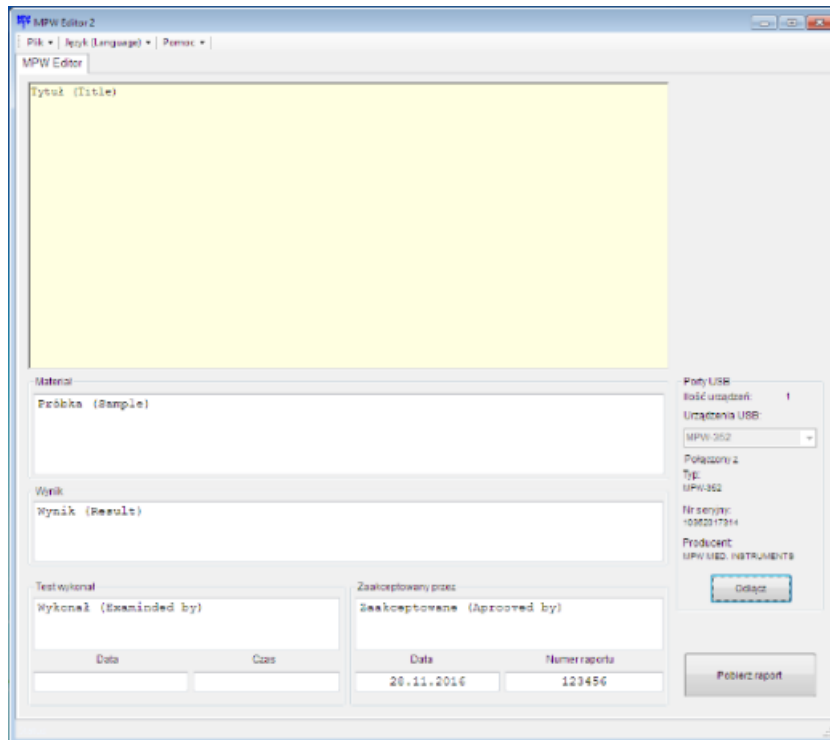 MPW Editor 2
Plik Język (Language) Pomoc
MPW Editor
Tytuł (Title)
Materiał
Próbka (Sample)
Wynik
Wynik (Result)
Test wykonał
Wykonał (Examinded by)
Data Czas
Zaakceptowany przez
Zaakceptowane (Aprooved by)
Data Numer raportu
28.11.2016 123456
Porty USB
Ilość urządzeń: 1
Urządzenia USB:
MPW-352
Połączony z
Typ:
MPW-352
Nr seryjny:
Producent:
MPW MED. INSTRUMENTS
Odłącz
Pobierz raport